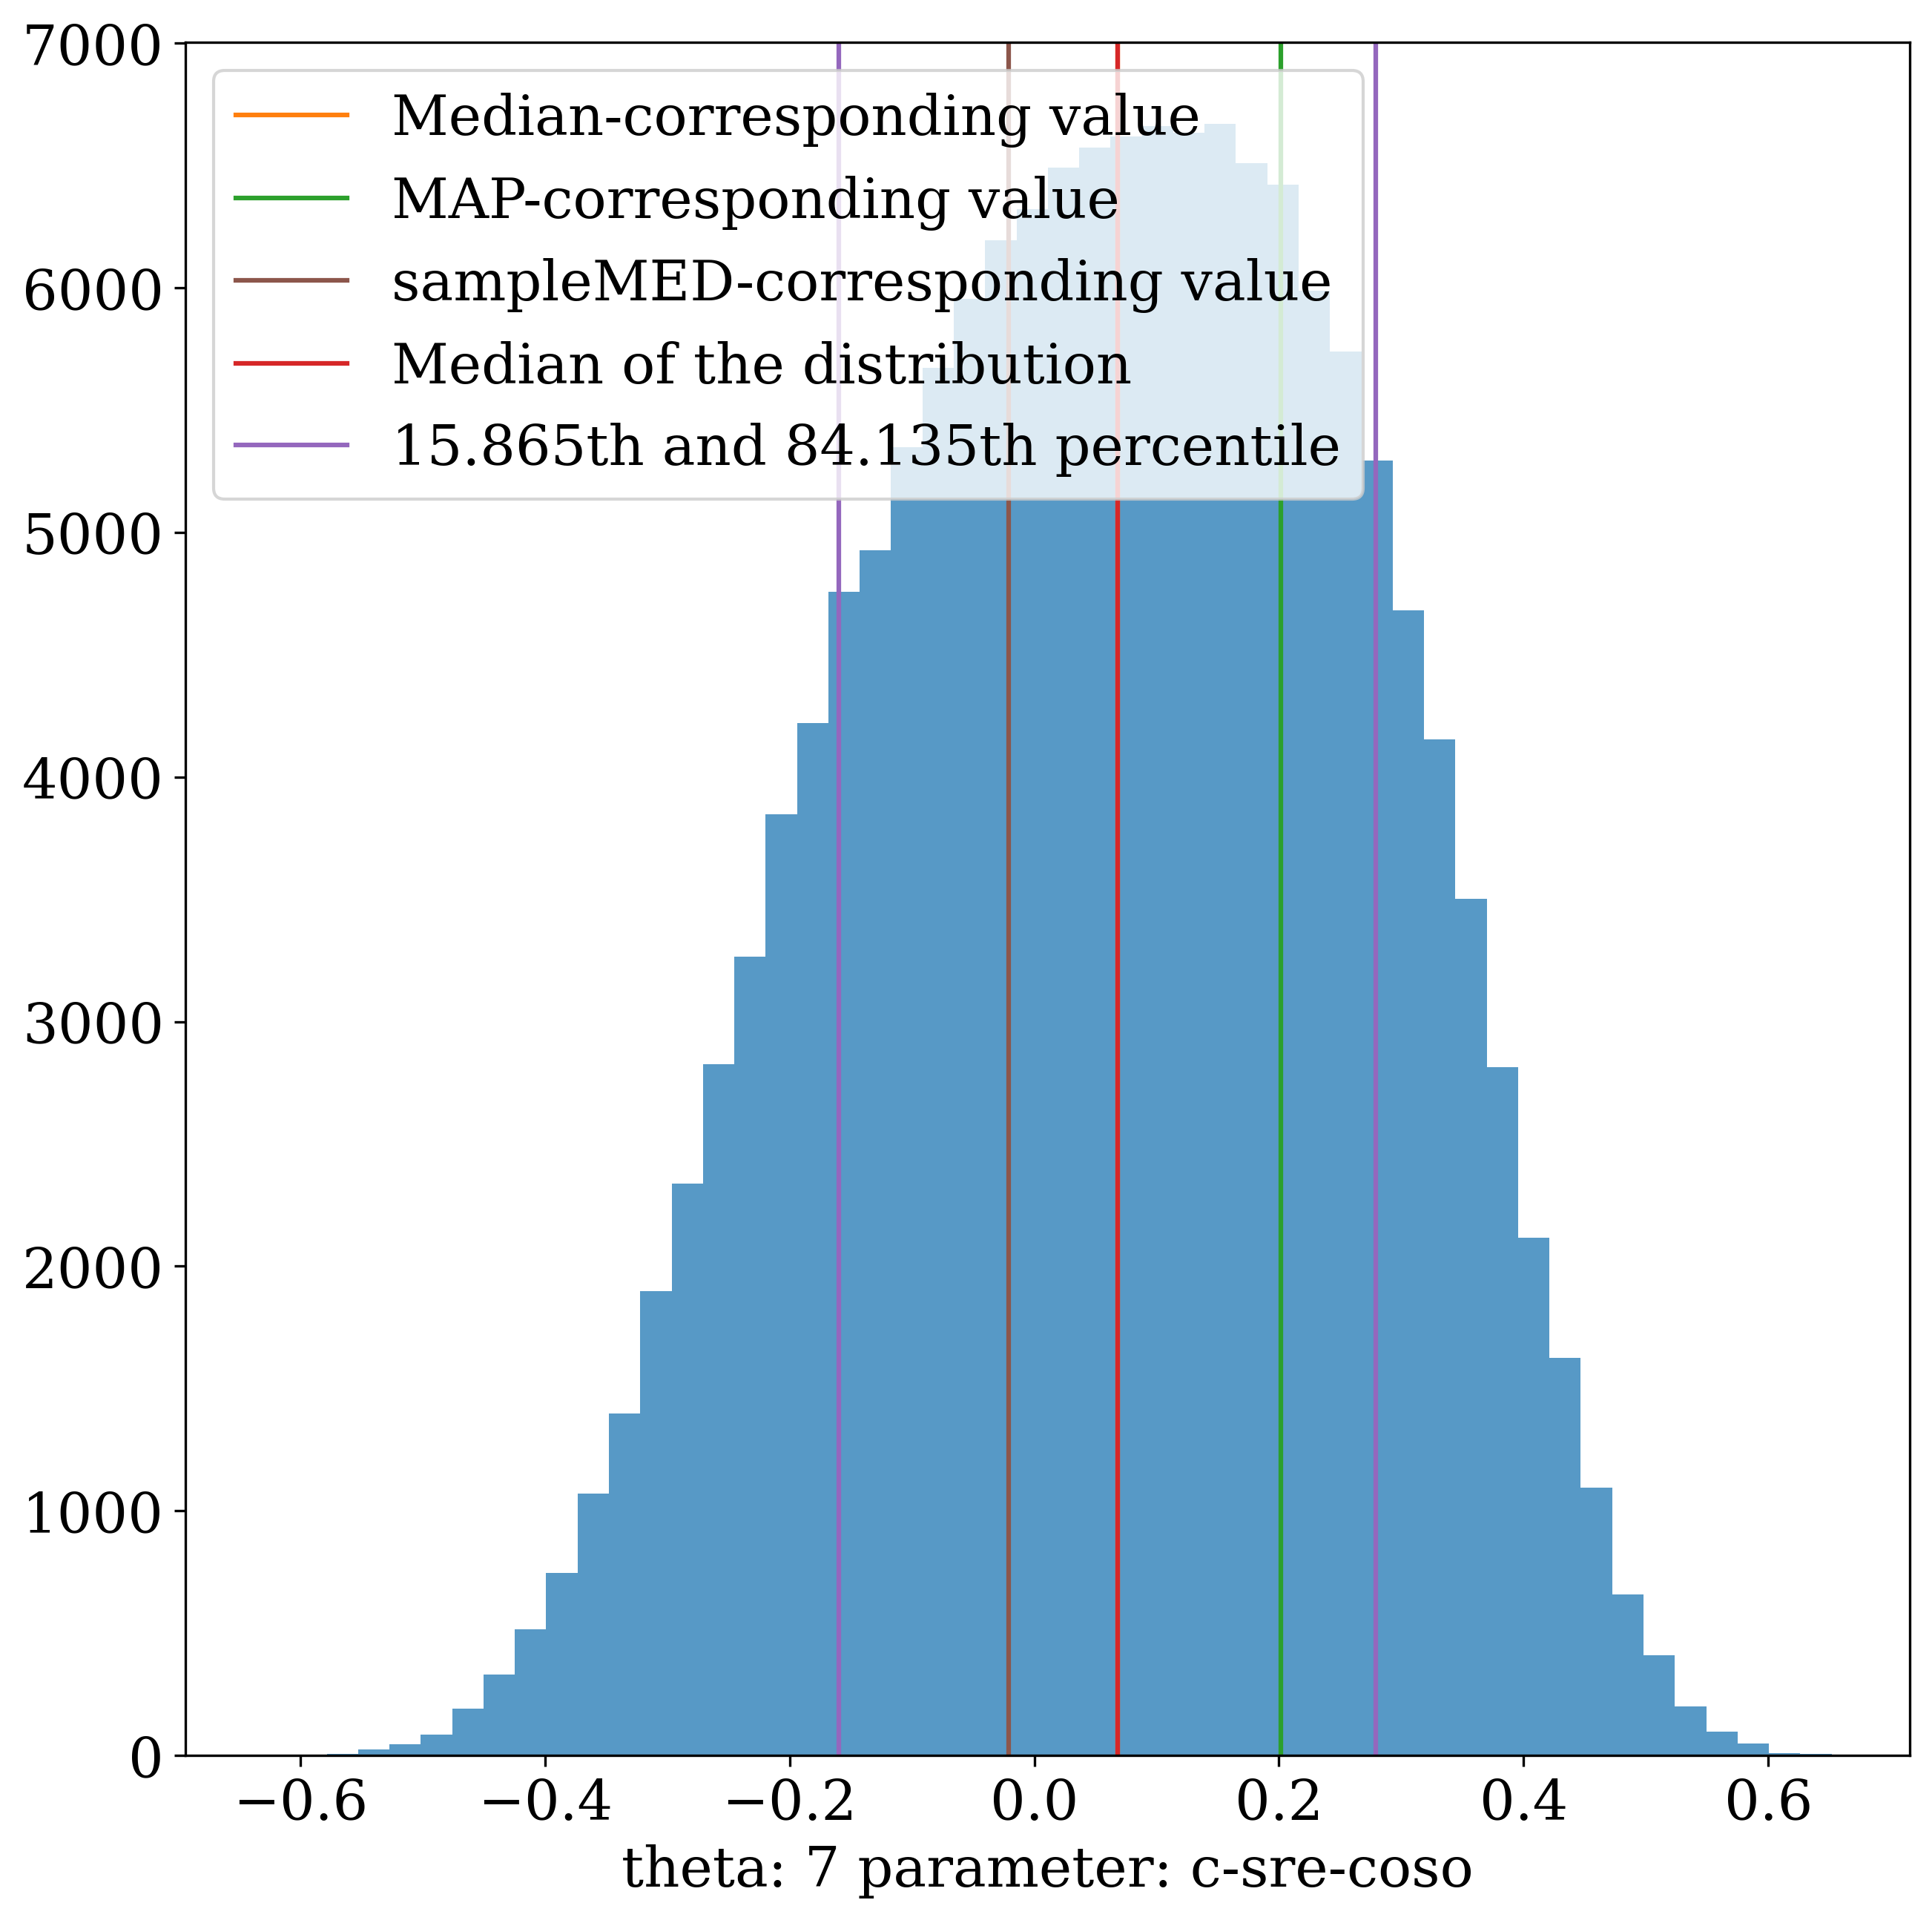 7000
6000
5000
4000
3000
2000
1000
0
Median-corresponding value
MAP-corresponding value
sampleMED-corresponding value
Median of the distribution
15.865th and 84.135th percentile
−0.6 −0.4 −0.2 0.0 0.2 0.4 0.6
theta: 7 parameter: c-sre-coso